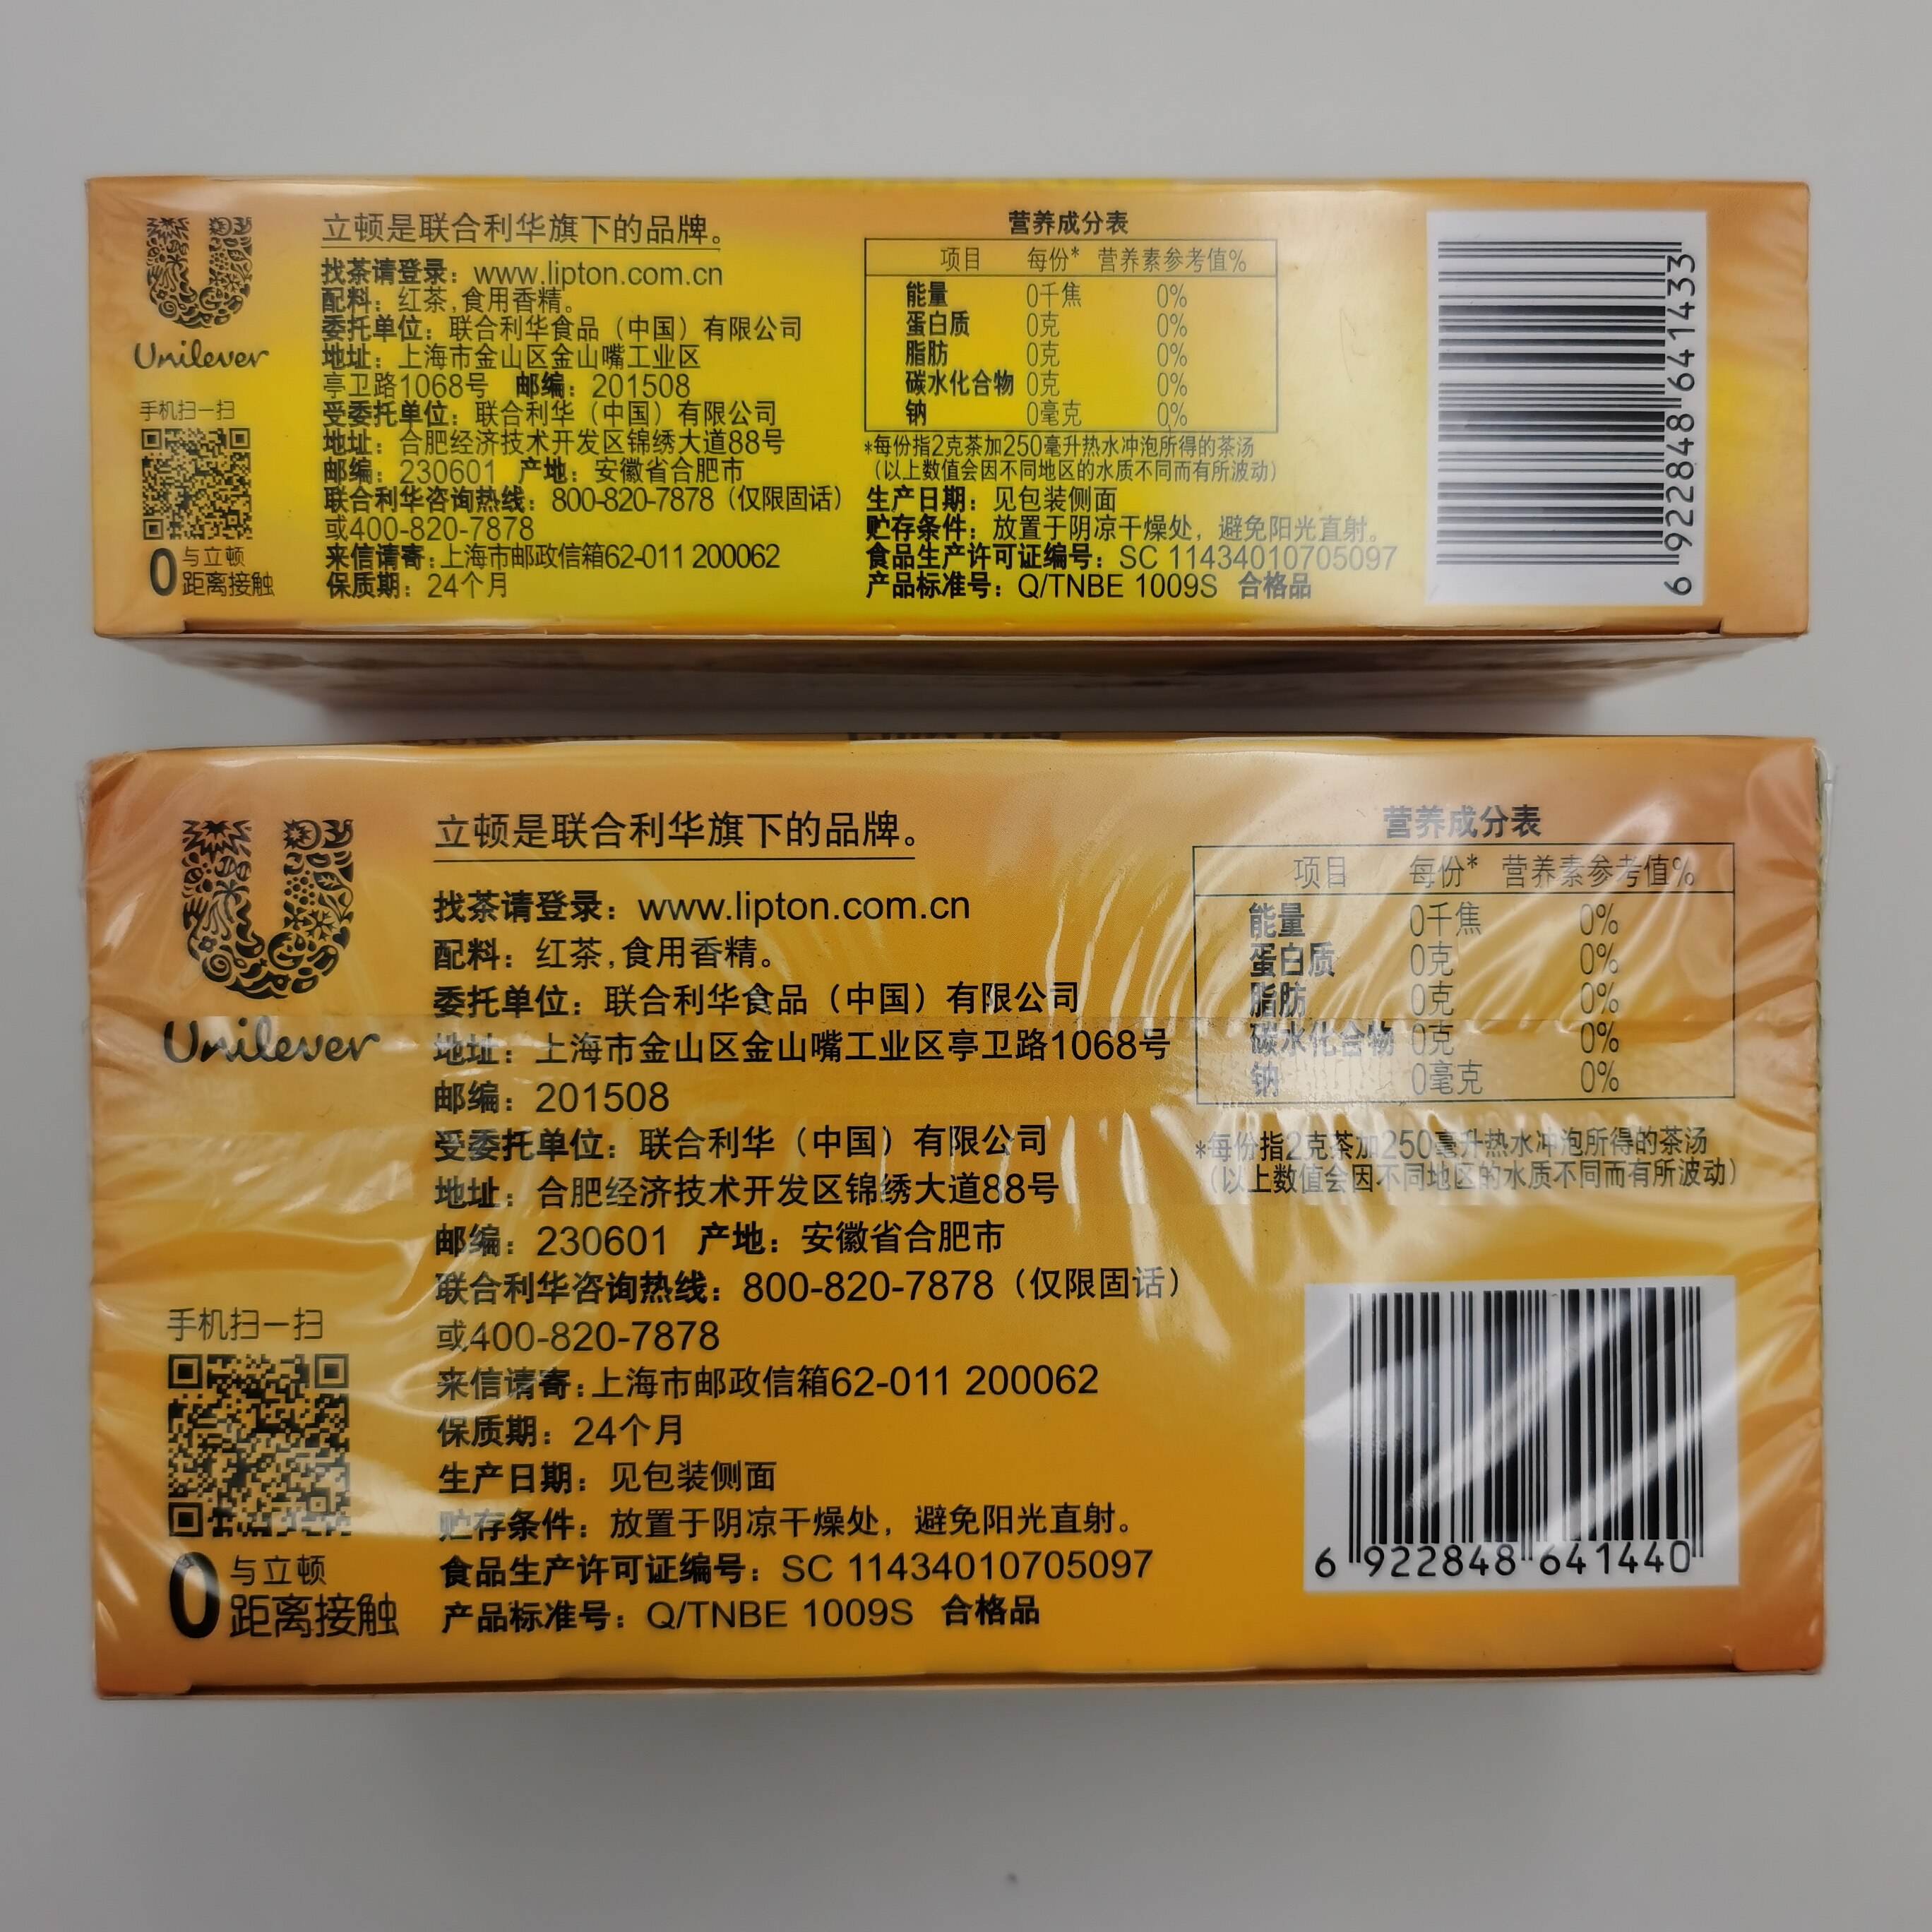 Unilever
手机扫一扫
0 与立顿
距离接触
立顿是联合利华旗下的品牌。
找茶请登录：www.lipton.com.cn
配料：红茶,食用香精。
委托单位：联合利华食品（中国）有限公司
地址：上海市金山区金山嘴工业区
亭卫路1068号 邮编：201508
受委托单位：联合利华（中国）有限公司
地址：合肥经济技术开发区锦绣大道88号
邮编：230601 产地：安徽省合肥市
联合利华咨询热线：800-820-7878（仅限固话）
或400-820-7878
来信请寄:上海市邮政信箱62-011 200062
保质期：24个月
营养成分表
项目 每份* 营养素参考值%
能量 0千焦 0%
蛋白质 0克 0%
脂肪 0克 0%
碳水化合物 0克 0%
钠 0毫克 0%
*每份指2克茶加250毫升热水冲泡所得的茶汤
（以上数值会因不同地区的水质不同而有所波动）
生产日期：见包装侧面
贮存条件：放置于阴凉干燥处，避免阳光直射。
食品生产许可证编号：SC 11434010705097
产品标准号：Q/TNBE 1009S 合格品
6 922848 641433
Unilever
手机扫一扫
0 与立顿
距离接触
立顿是联合利华旗下的品牌。
找茶请登录：www.lipton.com.cn
配料：红茶,食用香精。
委托单位：联合利华食品（中国）有限公司
地址：上海市金山区金山嘴工业区亭卫路1068号
邮编：201508
受委托单位：联合利华（中国）有限公司
地址：合肥经济技术开发区锦绣大道88号
邮编：230601 产地：安徽省合肥市
联合利华咨询热线：800-820-7878（仅限固话）
或400-820-7878
来信请寄:上海市邮政信箱62-011 200062
保质期：24个月
生产日期：见包装侧面
贮存条件：放置于阴凉干燥处，避免阳光直射。
食品生产许可证编号：SC 11434010705097
产品标准号：Q/TNBE 1009S 合格品
营养成分表
项目 每份* 营养素参考值%
能量 0千焦 0%
蛋白质 0克 0%
脂肪 0克 0%
碳水化合物 0克 0%
钠 0毫克 0%
*每份指2克茶加250毫升热水冲泡所得的茶汤
（以上数值会因不同地区的水质不同而有所波动）
6 922848 641440